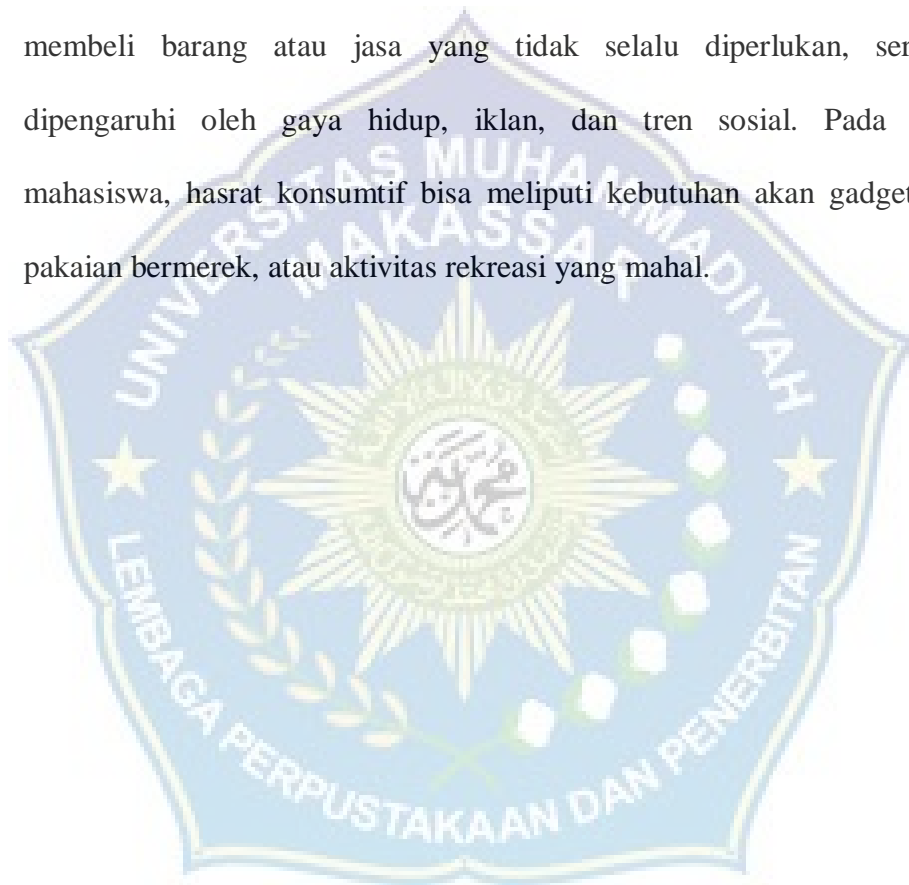 membeli barang atau jasa yang tidak selalu diperlukan,
dipengaruhi oleh gaya hidup, iklan, dan tren sosial. Pada
mahasiswa, hasrat konsumtif bisa meliputi kebutuhan akan gadget
pakaian bermerek, atau aktivitas rekreasi yang mahal.
UNIVERSITAS MUHAMMADIYAH
MAKASSAR
LEMBAGA PERPUSTAKAAN DAN PENERBITAN